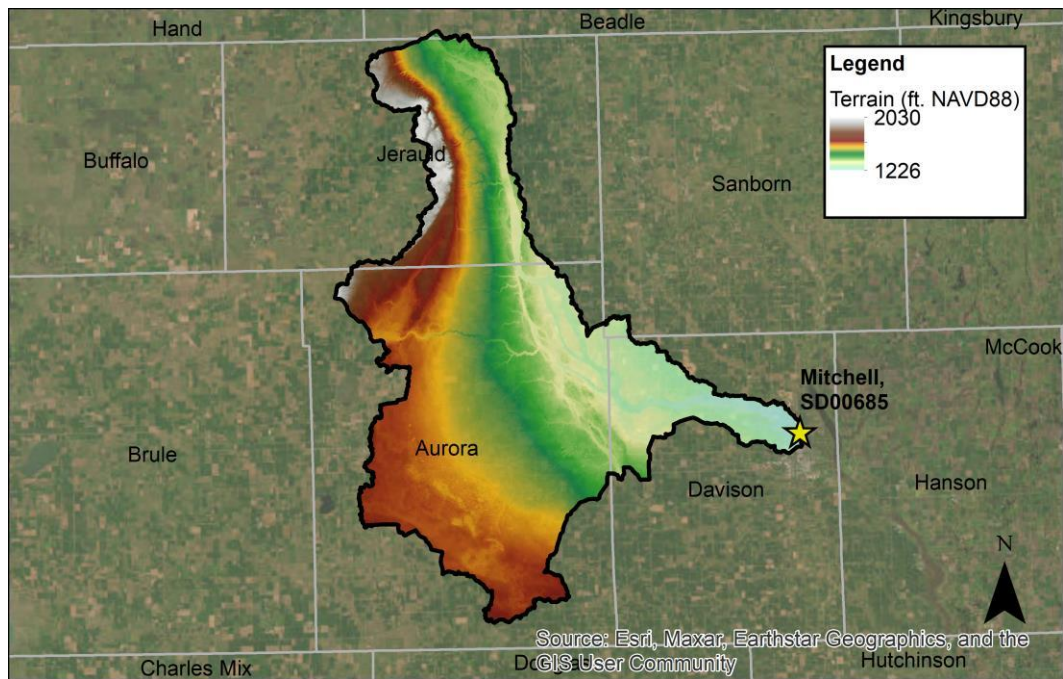 Hand
Beadle
Kingsbury
Legend
Terrain (ft. NAVD88)
2030
1226
Buffalo
Jerauld
Sanborn
McCook
Mitchell,
SD00685
Brule
Aurora
Davison
Hanson
N
Source: Esri, Maxar, Earthstar Geographics, and the
GIS User Community
Charles Mix
Douglas
Hutchinson